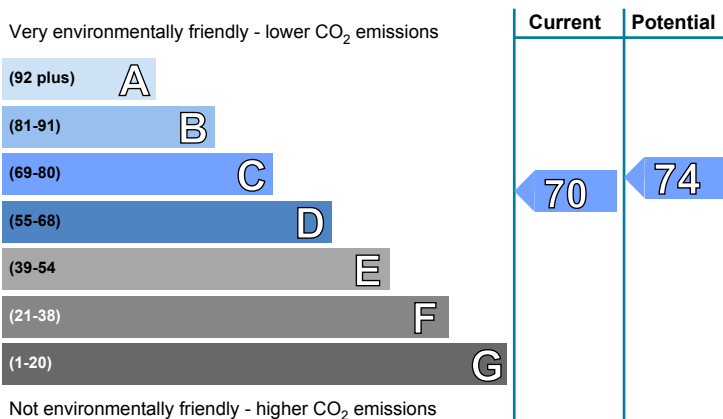 Very environmentally friendly - lower CO2 emissions
Current
Potential
(92 plus) A
(81-91) B
(69-80) C
(55-68) D
(39-54 E
(21-38) F
(1-20) G
70
74
Not environmentally friendly - higher CO2 emissions